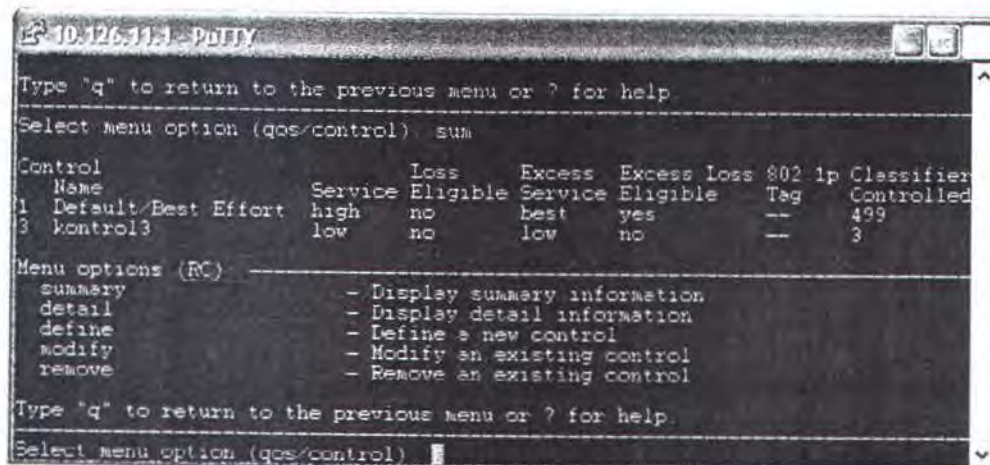 10.126.11.1 - PuTTY
Type "q" to return to the previous menu or ? for help
Select menu option (qos/control) sum
Control Loss Excess Excess Loss 802 1p Classifier
Name Service Eligible Service Eligible Tag Controlled
1 Default/Best Effort high no best yes -- 499
3 kontrol3 low no low no -- 3
Menu options (RC)
summary - Display summary information
detail - Display detail information
define - Define a new control
modify - Modify an existing control
remove - Remove an existing control
Type "q" to return to the previous menu or ? for help
Select menu option (qos/control)